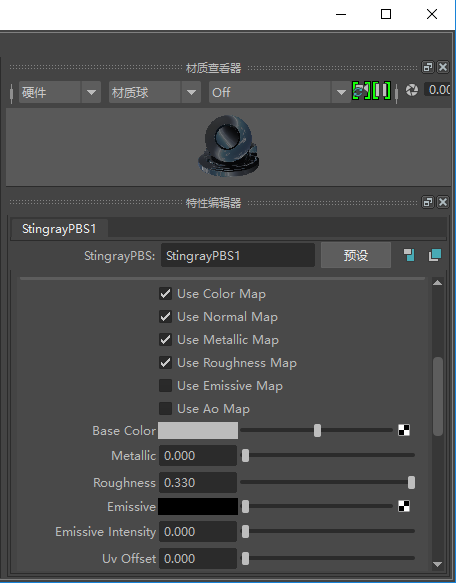 材质查看器
硬件 材质球 Off 0.00
特性编辑器
StingrayPBS1
StingrayPBS: StingrayPBS1 预设
Use Color Map
Use Normal Map
Use Metallic Map
Use Roughness Map
Use Emissive Map
Use Ao Map
Base Color
Metallic 0.000
Roughness 0.330
Emissive
Emissive Intensity 0.000
Uv Offset 0.000